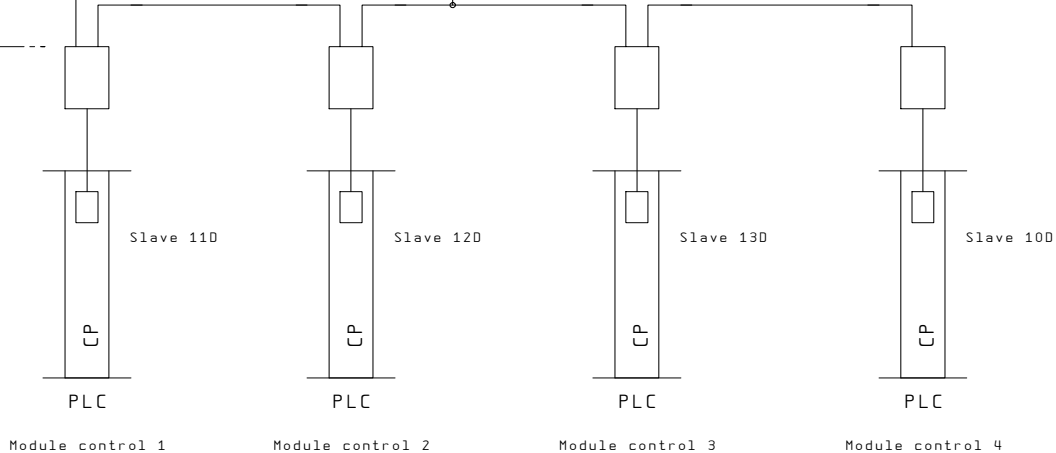 Slave 11D
Slave 12D
Slave 13D
Slave 10D
CP
CP
CP
CP
PLC
PLC
PLC
PLC
Module control 1
Module control 2
Module control 3
Module control 4